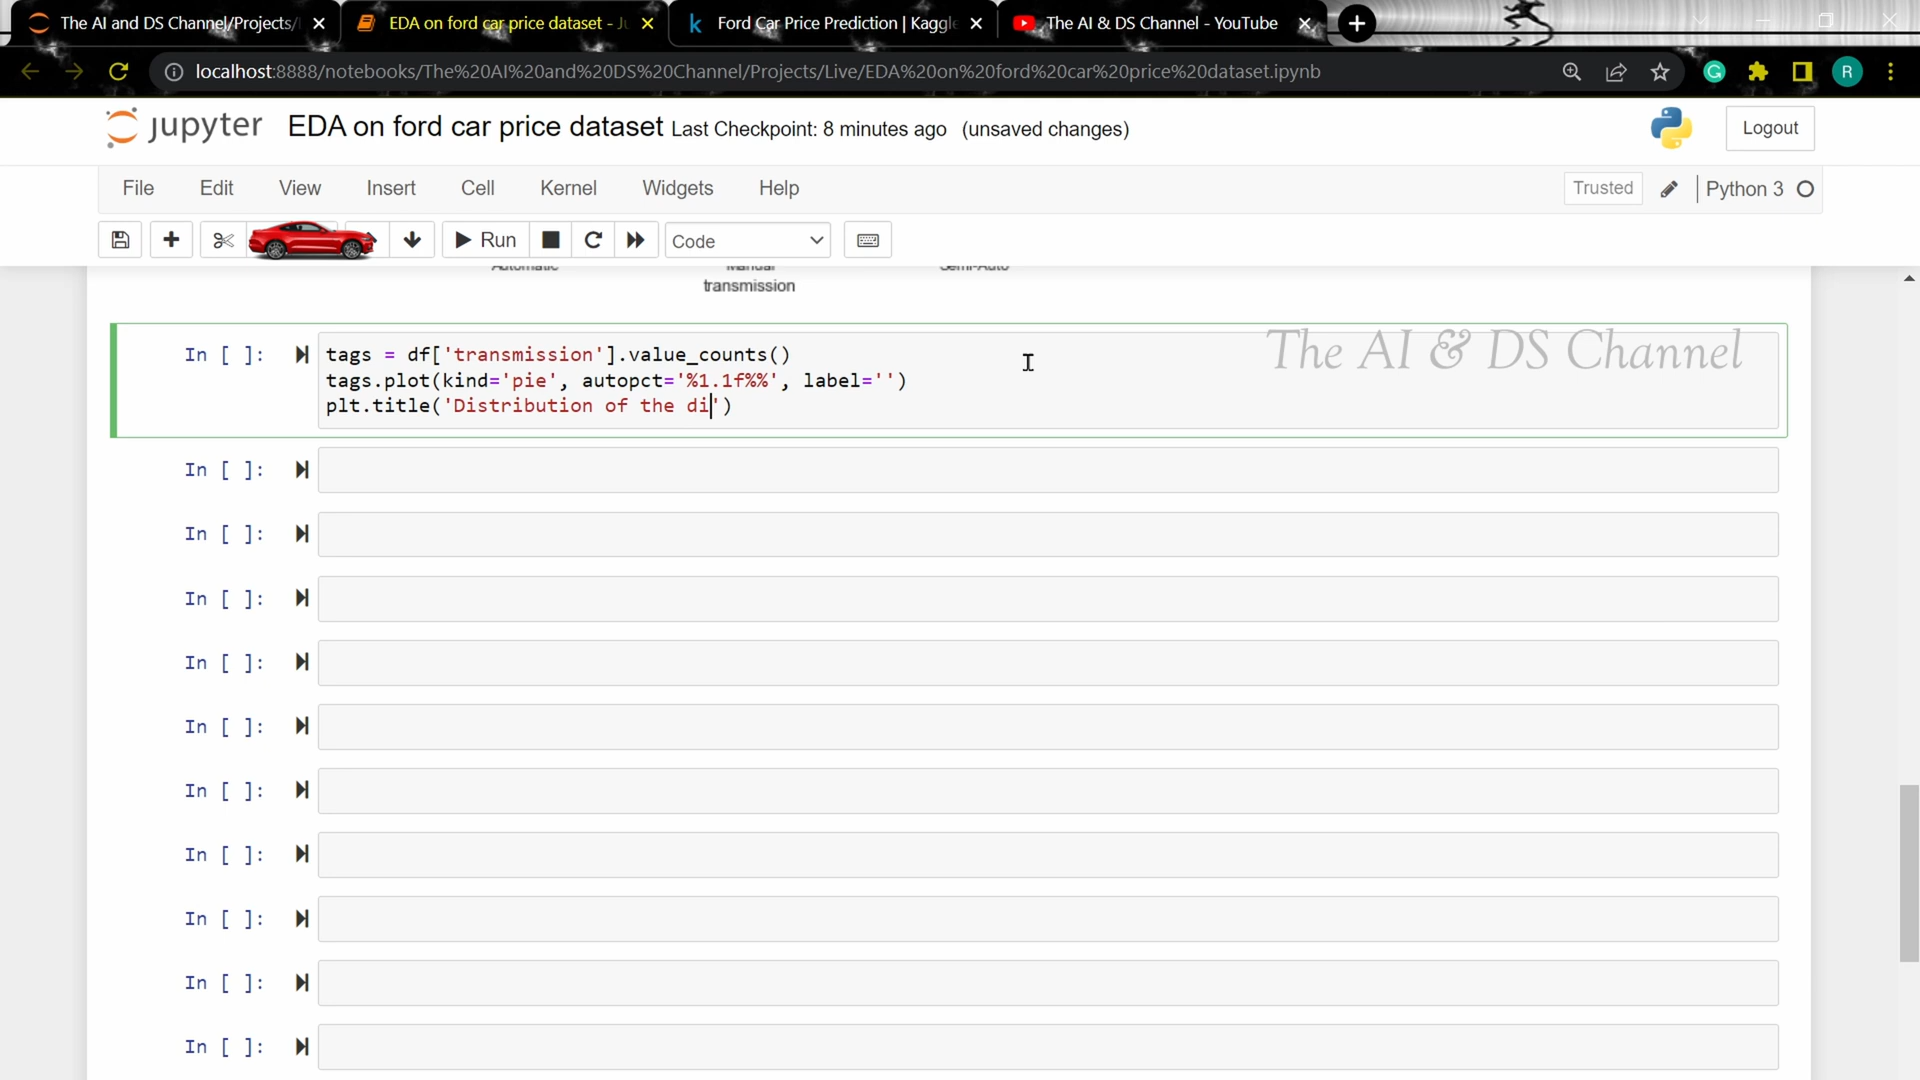 The AI and DS Channel/Projects/
EDA on ford car price dataset - Ju
Ford Car Price Prediction | Kaggle
The AI & DS Channel - YouTube
localhost:8888/notebooks/The%20AI%20and%20DS%20Channel/Projects/Live/EDA%20on%20ford%20car%20price%20dataset.ipynb
R
jupyter EDA on ford car price dataset Last Checkpoint: 8 minutes ago (unsaved changes)
Logout
File Edit View Insert Cell Kernel Widgets Help
Trusted
Python 3
Run
Code
Automatic
Manual
Semi-Auto
transmission
The AI & DS Channel
In [ ]:
tags = df['transmission'].value_counts()
tags.plot(kind='pie', autopct='%1.1f%%', label='')
plt.title('Distribution of the di')
In [ ]:
In [ ]:
In [ ]:
In [ ]:
In [ ]:
In [ ]:
In [ ]:
In [ ]:
In [ ]:
In [ ]: